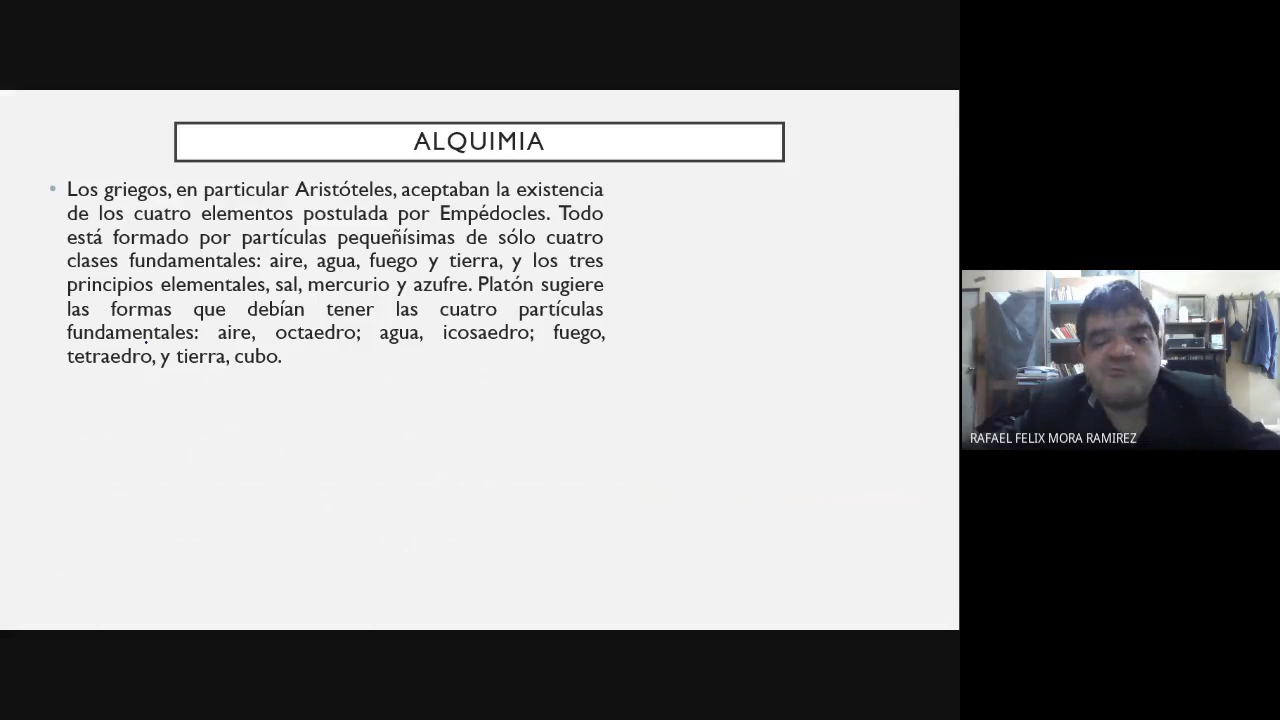 ALQUIMIA
• Los griegos, en particular Aristóteles, aceptaban la existencia
de los cuatro elementos postulada por Empédocles. Todo
está formado por partículas pequeñísimas de sólo cuatro
clases fundamentales: aire, agua, fuego y tierra, y los tres
principios elementales, sal, mercurio y azufre. Platón sugiere
las formas que debían tener las cuatro partículas
fundamentales: aire, octaedro; agua, icosaedro; fuego,
tetraedro, y tierra, cubo.
RAFAEL FELIX MORA RAMIREZ